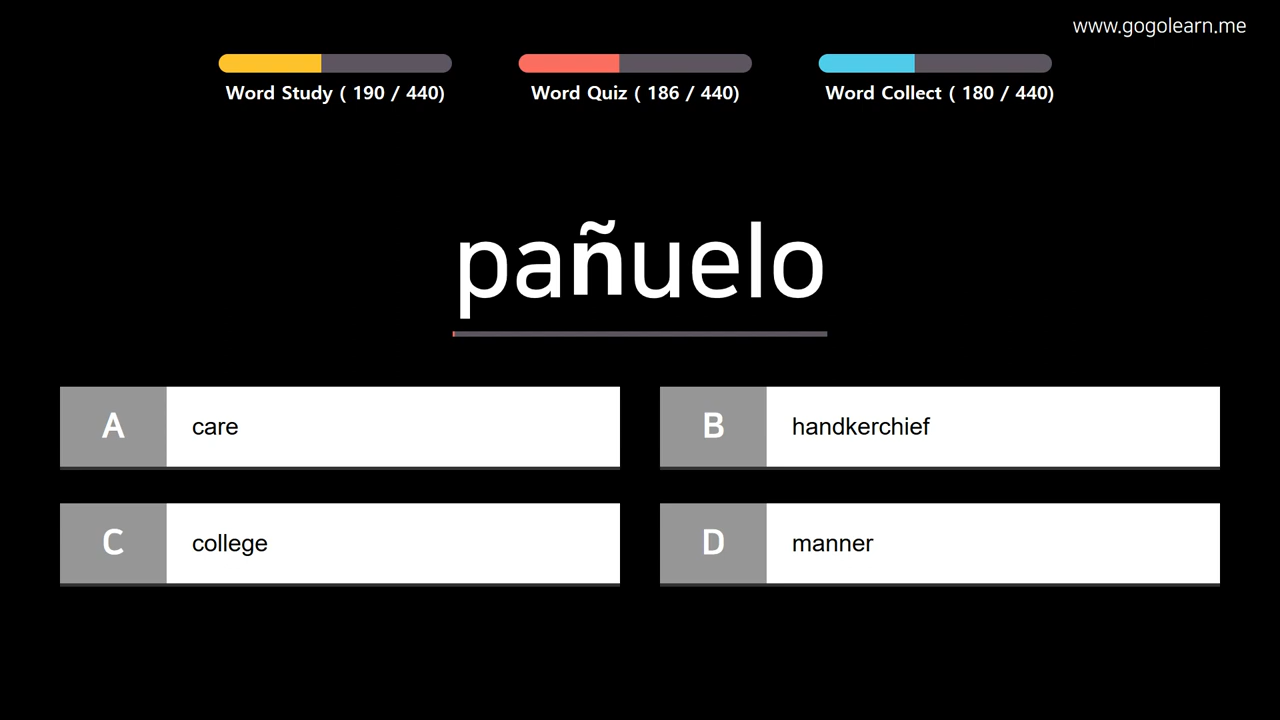 www.gogolearn.me
Word Study ( 190 / 440)
Word Quiz ( 186 / 440)
Word Collect ( 180 / 440)
pañuelo
A care
B handkerchief
C college
D manner